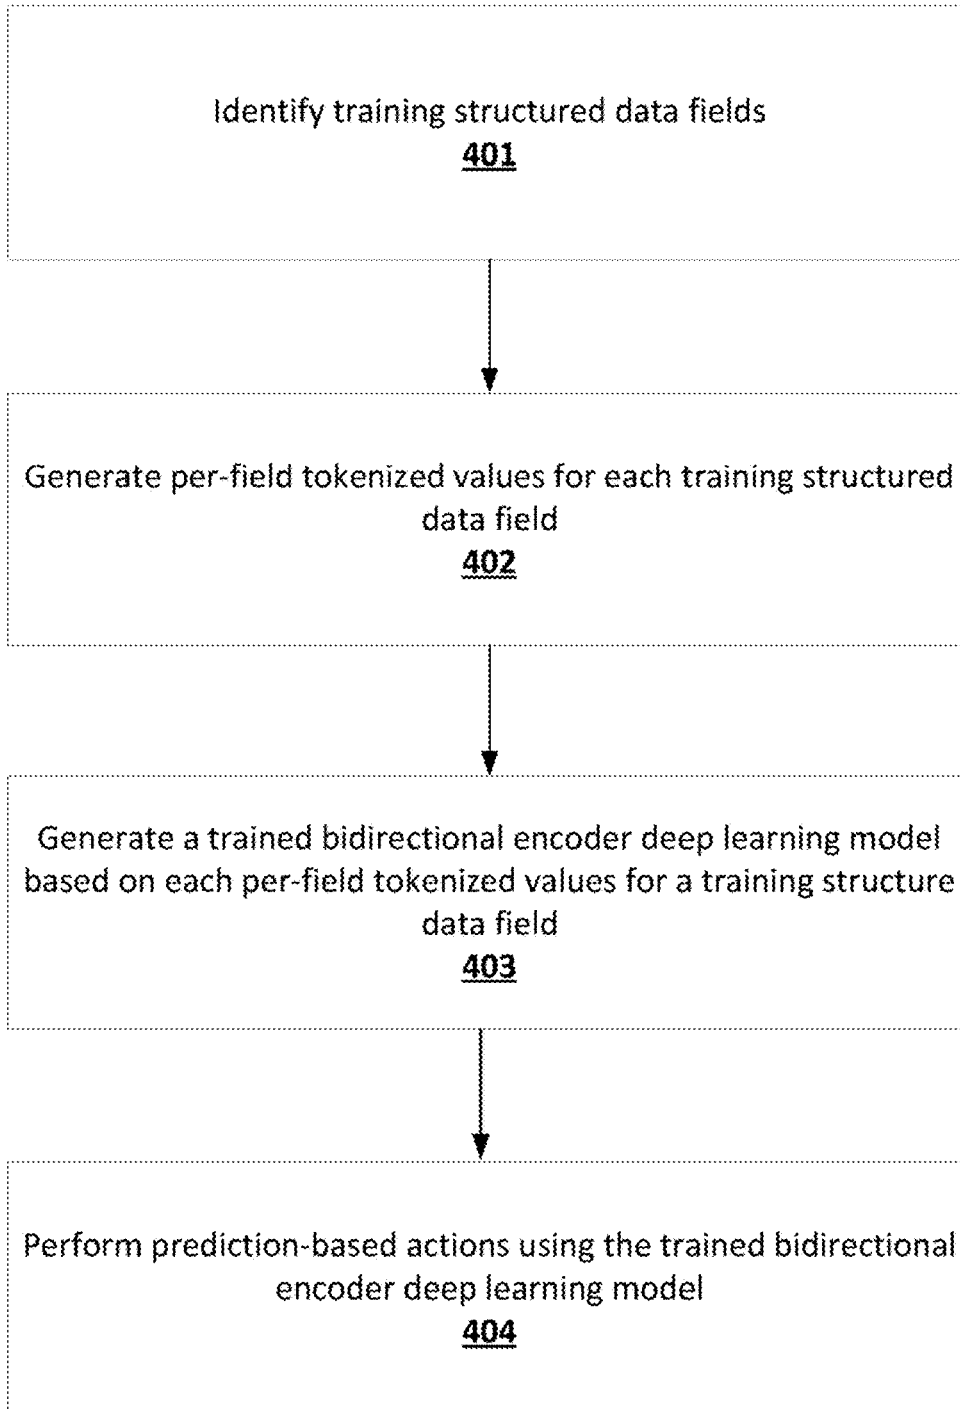 Identify training structured data fields
401
Generate per-field tokenized values for each training structured
data field
402
Generate a trained bidirectional encoder deep learning model
based on each per-field tokenized values for a training structure
data field
403
Perform prediction-based actions using the trained bidirectional
encoder deep learning model
404